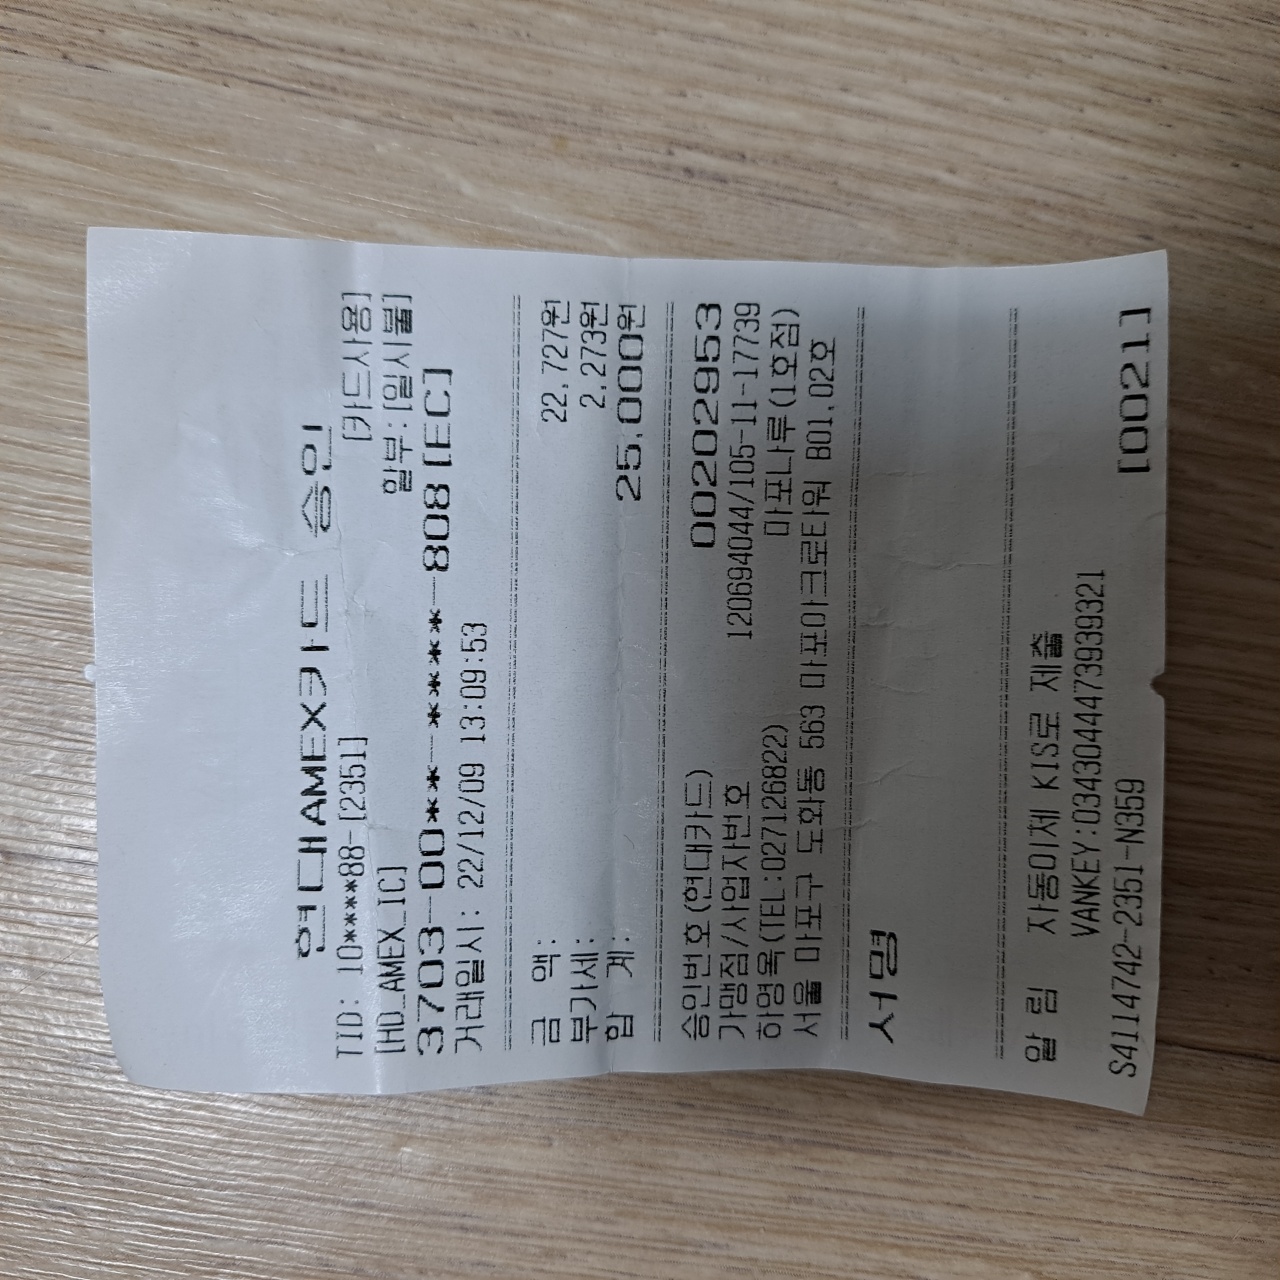 현대AMEX카드 승인
TID: 10****88-[2351] [카드사용]
[HD_AMEX_IC] 할부:[일시불]
3703-00**-****-808[EC]
거래일시: 22/12/09 13:09:53
금 액: 22,727원
부가세: 2,273원
합 계: 25,000원
승인번호(현대카드) 00202953
가맹점/사업자번호 120694044/105-11-17739
하영옥(TEL:027126822) 마포나루(1호점)
서울 마포구 도화동 563 마포아크로타워 B01,02호
서명
알 림 자동이체 KIS로 제출
VANKEY:0343044473939321
S4114742-2351-N359 [0021]